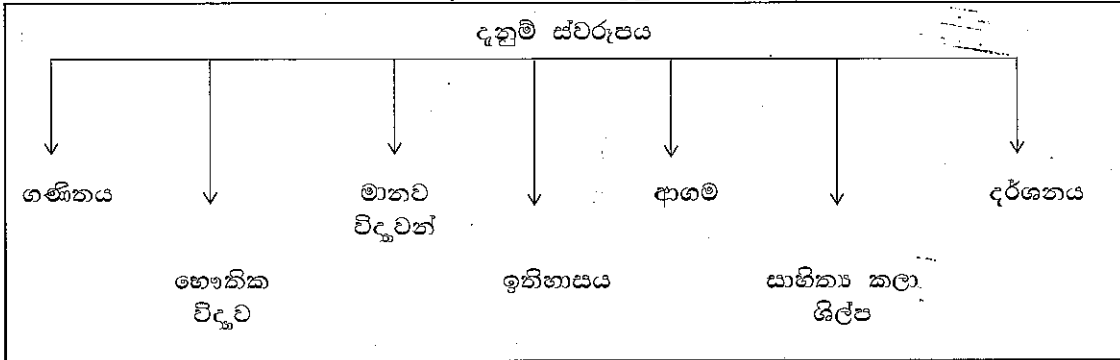 දැනුම් ස්වරූපය
ගණිතය
භෞතික
විද්‍යාව
මානව
විද්‍යාවන්
ඉතිහාසය
ආගම
සාහිත්‍ය කලා
ශිල්ප
දර්ශනය